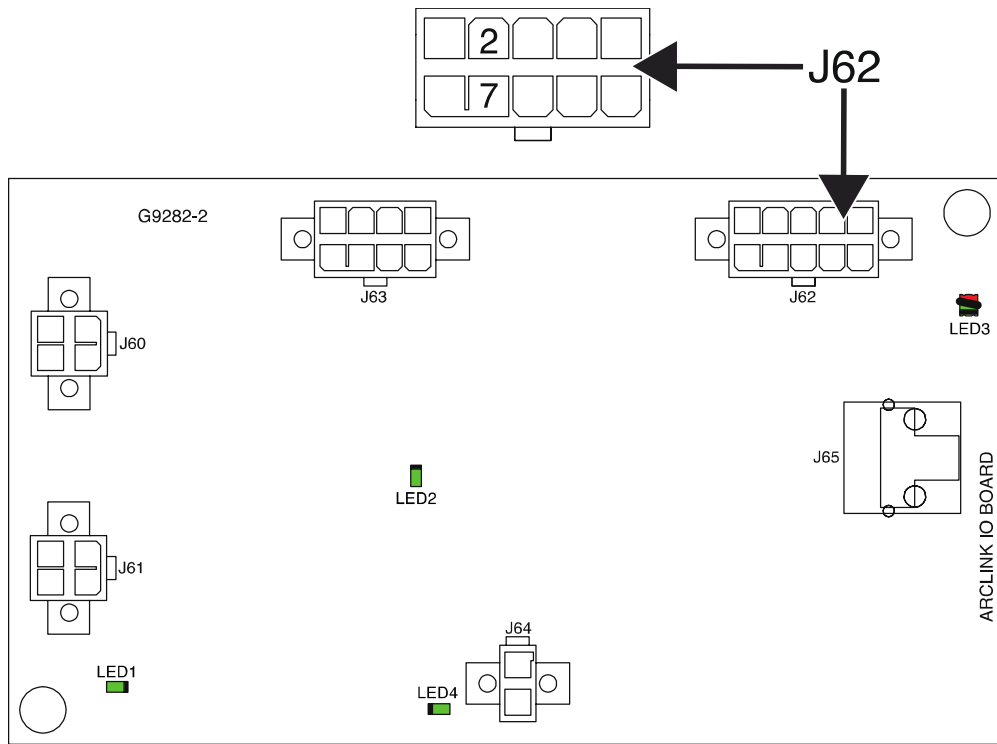 2
7
J62
G9282-2
J63
J62
LED3
J60
J65
LED2
ARCLINK IO BOARD
J61
J64
LED1
LED4